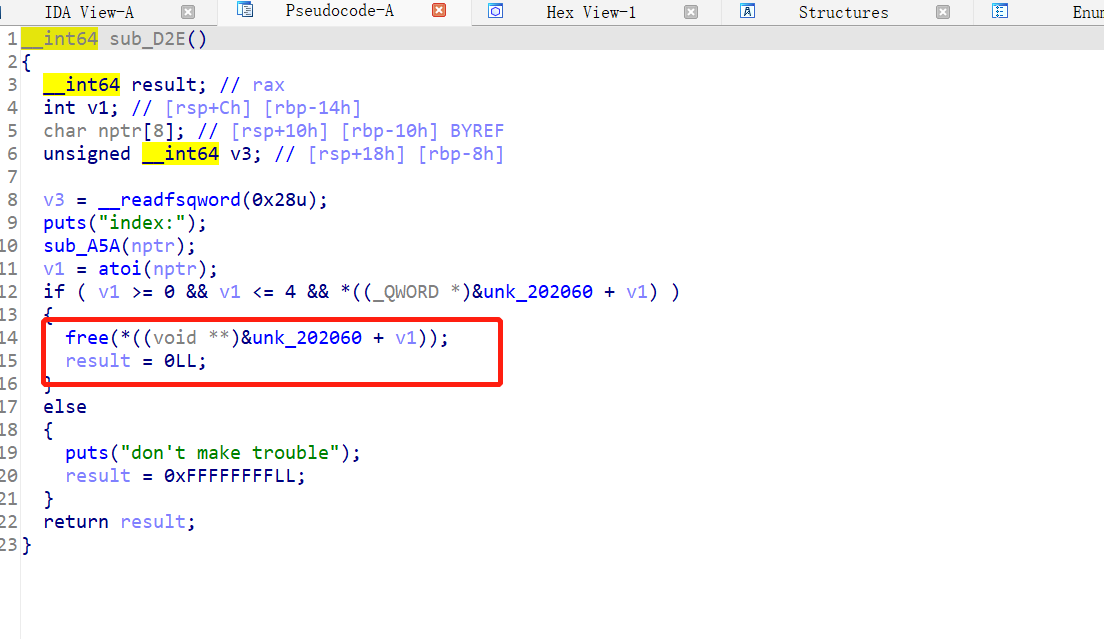 IDA View-A Pseudocode-A Hex View-1 Structures Enum
1 __int64 sub_D2E()
2 {
3 __int64 result; // rax
4 int v1; // [rsp+Ch] [rbp-14h]
5 char nptr[8]; // [rsp+10h] [rbp-10h] BYREF
6 unsigned __int64 v3; // [rsp+18h] [rbp-8h]
7
8 v3 = __readfsqword(0x28u);
9 puts("index:");
10 sub_A5A(nptr);
11 v1 = atoi(nptr);
12 if ( v1 >= 0 && v1 <= 4 && *((_QWORD *)&unk_202060 + v1) )
13 {
14 free(*((void **)&unk_202060 + v1));
15 result = 0LL;
16 }
17 else
18 {
19 puts("don't make trouble");
20 result = 0xFFFFFFFFLL;
21 }
22 return result;
23 }